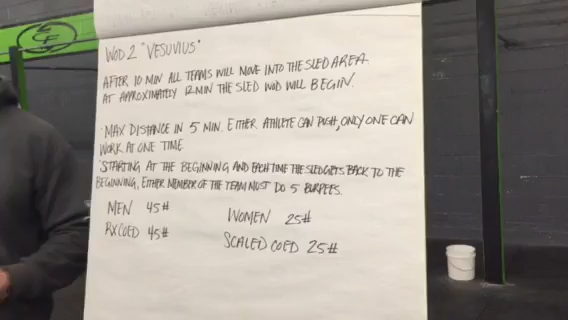 WOD 2 "VESUVIUS"
AFTER 10 MIN ALL TEAMS WILL MOVE INTO THE SLED AREA.
AT APPROXIMATELY 12MIN THE SLED WOD WILL BEGIN.
· MAX DISTANCE IN 5 MIN. EITHER ATHLETE CAN PUSH, ONLY ONE CAN
WORK AT ONE TIME
· STARTING AT THE BEGINNING AND EACH TIME THE SLED GETS BACK TO THE
BEGINNING, EITHER MEMBER OF THE TEAM MUST DO 5 BURPEES.
MEN 45# WOMEN 25#
RX COED 45# SCALED COED 25#